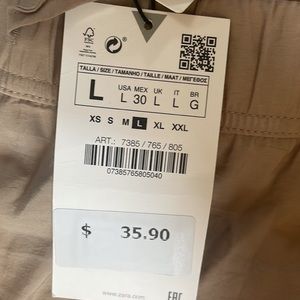 FSC
TALLA / SIZE / TAMANHO / TAILLE / MAAT / ΜΕΓΕΘΟΣ
L
USA MEX UK IT BR
L 30 L L G
XS S M L XL XXL
ART.: 7385 / 765 / 805
07385765805040
$ 35.90
www.zara.com
EAC